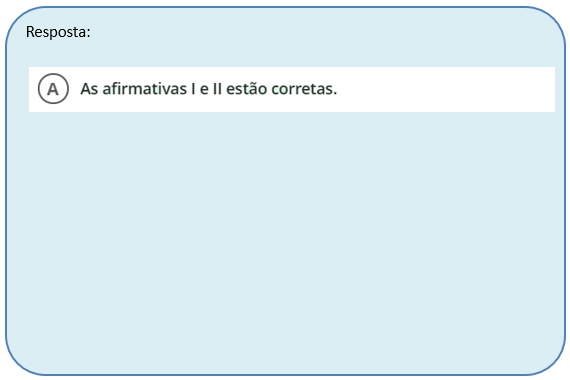 Resposta:
A As afirmativas I e II estão corretas.